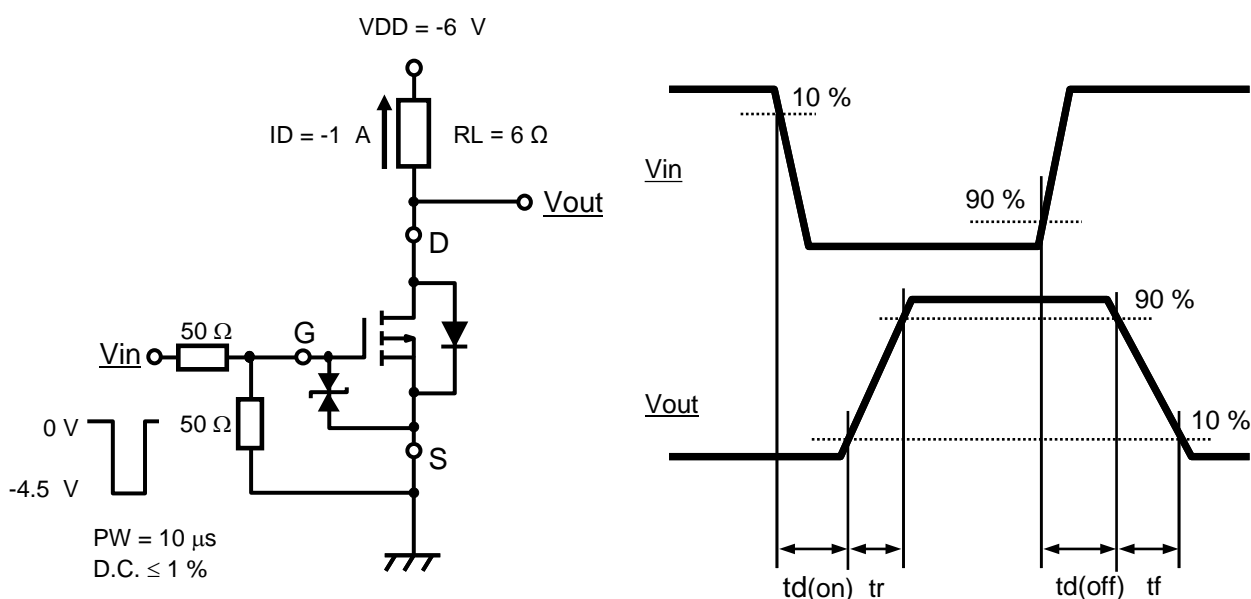 VDD = -6 V
ID = -1 A
RL = 6 Ω
Vout
D
50 Ω
G
Vin
50 Ω
0 V
-4.5 V
S
PW = 10 μs
D.C. ≤ 1 %
10 %
Vin
90 %
90 %
Vout
10 %
td(on) tr td(off) tf